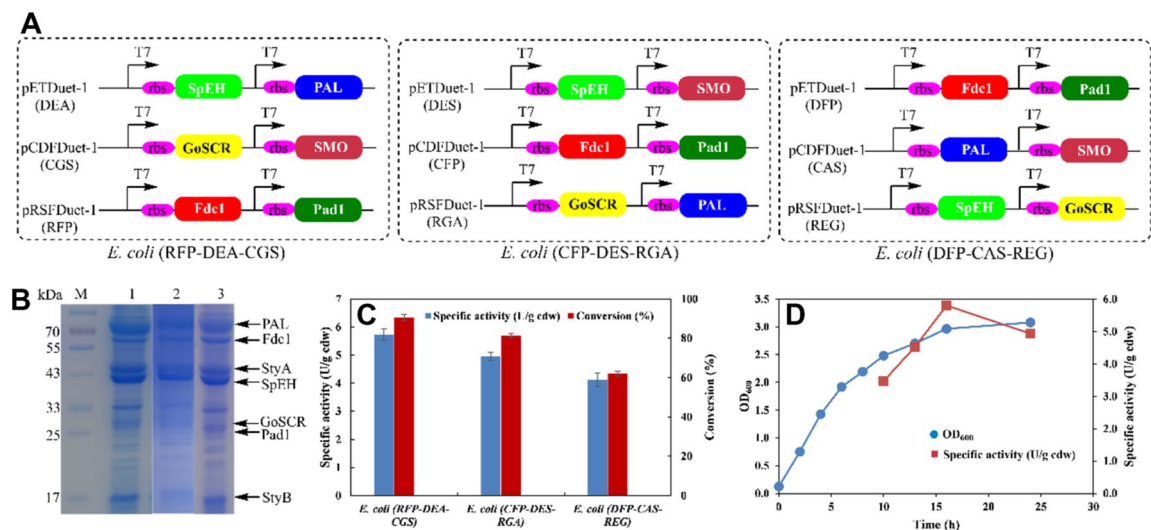 A
T7 T7
pETDuet-1 rbs SpEH rbs PAL
(DEA)
T7 T7
pCDFDuet-1 rbs GoSCR rbs SMO
(CGS)
T7 T7
pRSFDuet-1 rbs Fdc1 rbs Pad1
(RFP)
E. coli (RFP-DEA-CGS)
T7 T7
pETDuet-1 rbs SpEH rbs SMO
(DES)
T7 T7
pCDFDuet-1 rbs Fdc1 rbs Pad1
(CFP)
T7 T7
pRSFDuet-1 rbs GoSCR rbs PAL
(RGA)
E. coli (CFP-DES-RGA)
T7 T7
pETDuet-1 rbs Fdc1 rbs Pad1
(DFP)
T7 T7
pCDFDuet-1 rbs PAL rbs SMO
(CAS)
T7 T7
pRSFDuet-1 rbs SpEH rbs GoSCR
(REG)
E. coli (DFP-CAS-REG)
B
kDa M 1 2 3
70
55
43
33
25
17
PAL
Fdc1
StyA
SpEH
GoSCR
Pad1
StyB
C
Specific activity (U/g cdw) Conversion (%)
Specific activity (U/g cdw)
7
6
5
4
3
2
1
0
100
80
60
40
20
0
Conversion (%)
E. coli (RFP-DEA-
CGS)
E. coli (CFP-DES-
RGA)
E. coli (DFP-CAS-
REG)
D
OD600
3.5
3.0
2.5
2.0
1.5
1.0
0.5
0.0
6.0
5.0
4.0
3.0
2.0
1.0
0.0
Specific activity (U/g cdw)
OD600
Specific activity (U/g cdw)
0 5 10 15 20 25 30
Time (h)